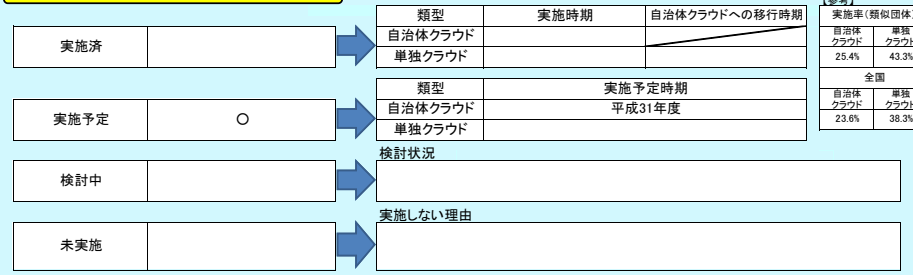 【参考】
類型 実施時期 自治体クラウドへの移行時期
実施済
自治体クラウド
単独クラウド
実施率（類似団体）
自治体クラウド 単独クラウド
25.4% 43.3%
全国
自治体クラウド 単独クラウド
23.6% 38.3%
類型 実施予定時期
実施予定 ○
自治体クラウド 平成31年度
単独クラウド
検討状況
検討中
実施しない理由
未実施